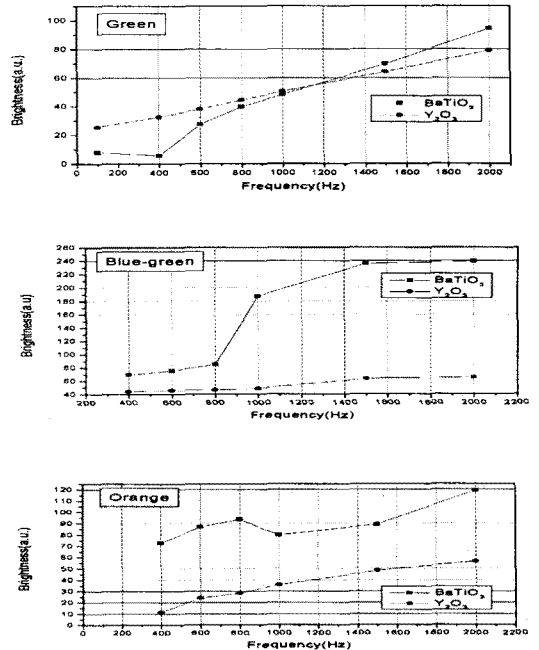 Green
Brightness(a.u.)
100
80
60
40
20
0
0 200 400 600 800 1000 1200 1400 1600 1800 2000
Frequency(Hz)
BaTiO₃
Y₂O₃
Blue-green
Brightness(a.u)
260
240
220
200
180
160
140
120
100
80
60
40
200 400 600 800 1000 1200 1400 1600 1800 2000 2200
Frequency(Hz)
BaTiO₃
Y₂O₃
Orange
Brightness(a.u.)
120
110
100
90
80
70
60
50
40
30
20
10
0
0 200 400 600 800 1000 1200 1400 1600 1800 2000 2200
Frequency(Hz)
BaTiO₃
Y₂O₃